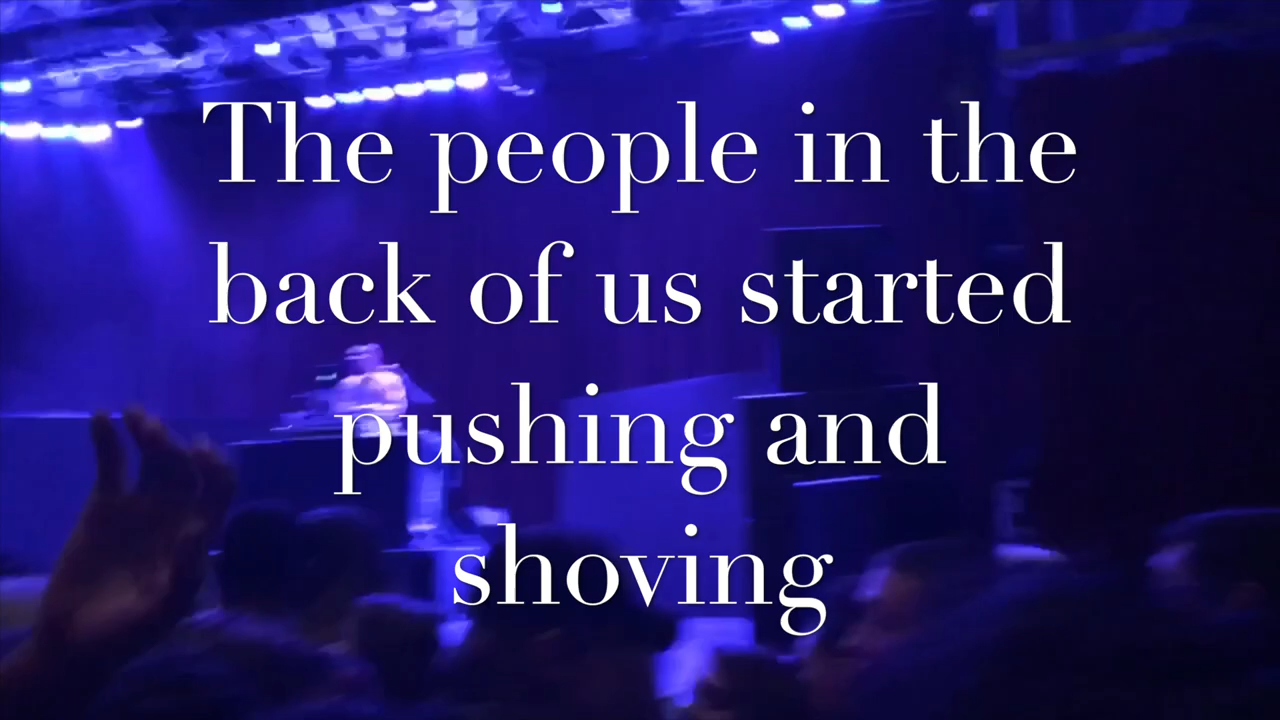 The people in the
back of us started
pushing and
shoving